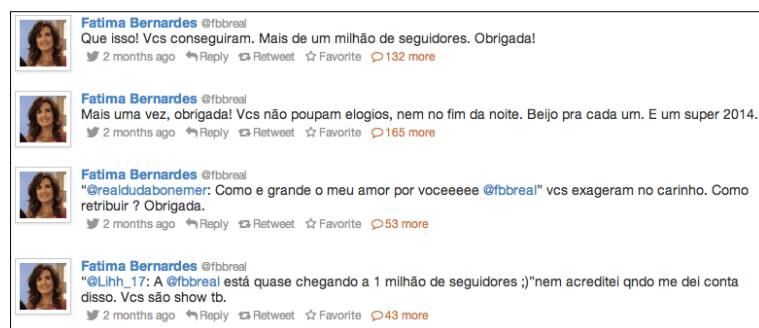 Fatima Bernardes @fbbreal
Que isso! Vcs conseguiram. Mais de um milhão de seguidores. Obrigada!
2 months ago Reply Retweet Favorite 132 more
Fatima Bernardes @fbbreal
Mais uma vez, obrigada! Vcs não poupam elogios, nem no fim da noite. Beijo pra cada um. E um super 2014.
2 months ago Reply Retweet Favorite 165 more
Fatima Bernardes @fbbreal
"@realdudabonemer: Como e grande o meu amor por voceeeee @fbbreal" vcs exageram no carinho. Como
retribuir ? Obrigada.
2 months ago Reply Retweet Favorite 53 more
Fatima Bernardes @fbbreal
"@Lihh_17: A @fbbreal está quase chegando a 1 milhão de seguidores ;)"nem acreditei qndo me dei conta
disso. Vcs são show tb.
2 months ago Reply Retweet Favorite 43 more